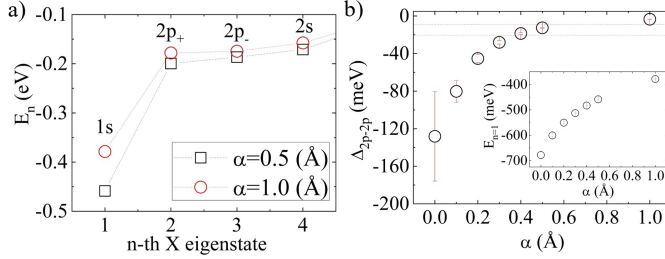 a)
E_n (eV)
-0.1
-0.2
-0.3
-0.4
-0.5
1s
2p+
2p-
2s
α=0.5 (Å)
α=1.0 (Å)
1 2 3 4
n-th X eigenstate
b)
Δ2p-2p (meV)
0
-40
-80
-120
-160
-200
0.0 0.2 0.4 0.6 0.8 1.0
α (Å)
E_n=1 (meV)
-400
-500
-600
-700
0.0 0.2 0.4 0.6 0.8 1.0
α (Å)